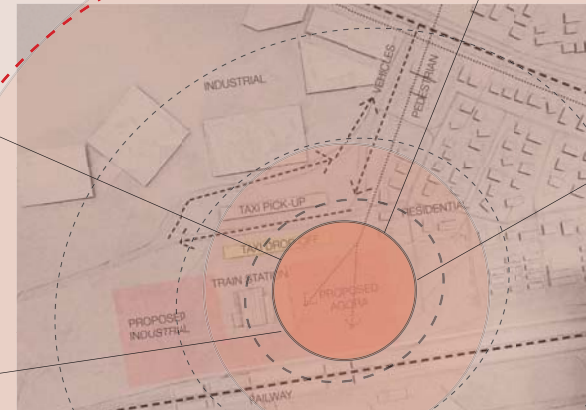 INDUSTRIAL
VEHICLES
PEDESTRIAN
TAXI PICK-UP
RESIDENTIAL
TAXI DROP-OFF
TRAIN STATION
PROPOSED
AGORA
PROPOSED
INDUSTRIAL
RAILWAY